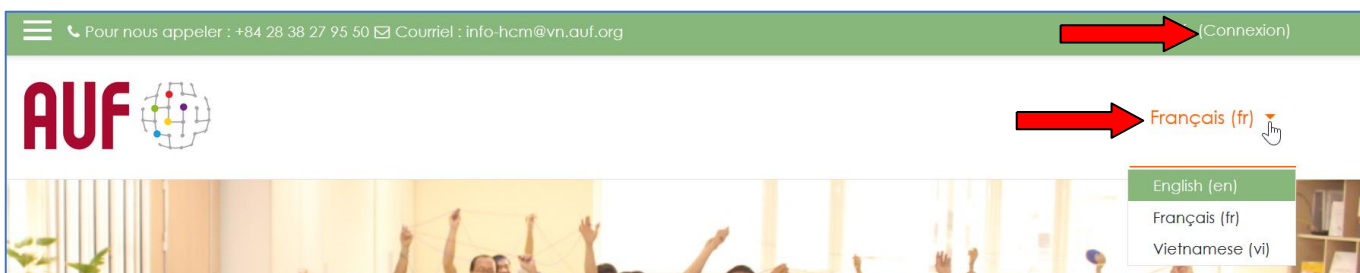 Pour nous appeler : +84 28 38 27 95 50 Courriel : info-hcm@vn.auf.org
(Connexion)
AUF
Français (fr)
English (en)
Français (fr)
Vietnamese (vi)